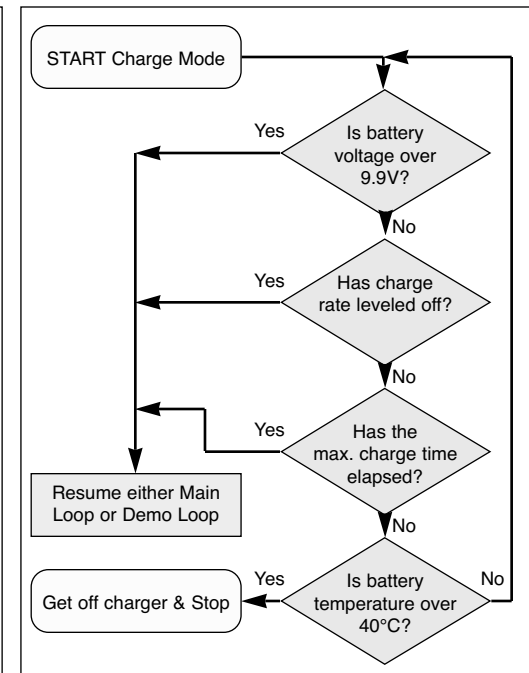 START Charge Mode
Yes
Is battery
voltage over
9.9V?
No
Yes
Has charge
rate leveled off?
No
Yes
Has the
max. charge time
elapsed?
Resume either Main
Loop or Demo Loop
No
Get off charger & Stop
Yes
Is battery
temperature over
40°C?
No